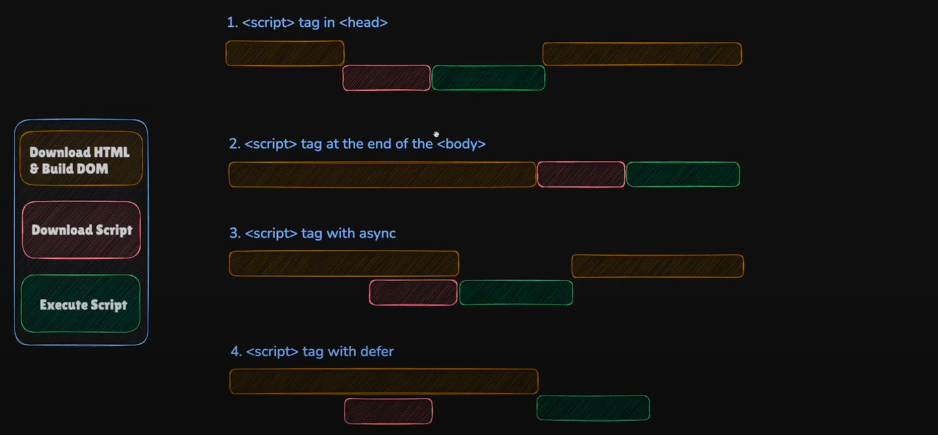 1. <script> tag in <head>
2. <script> tag at the end of the <body>
Download HTML
& Build DOM
Download Script
3. <script> tag with async
Execute Script
4. <script> tag with defer